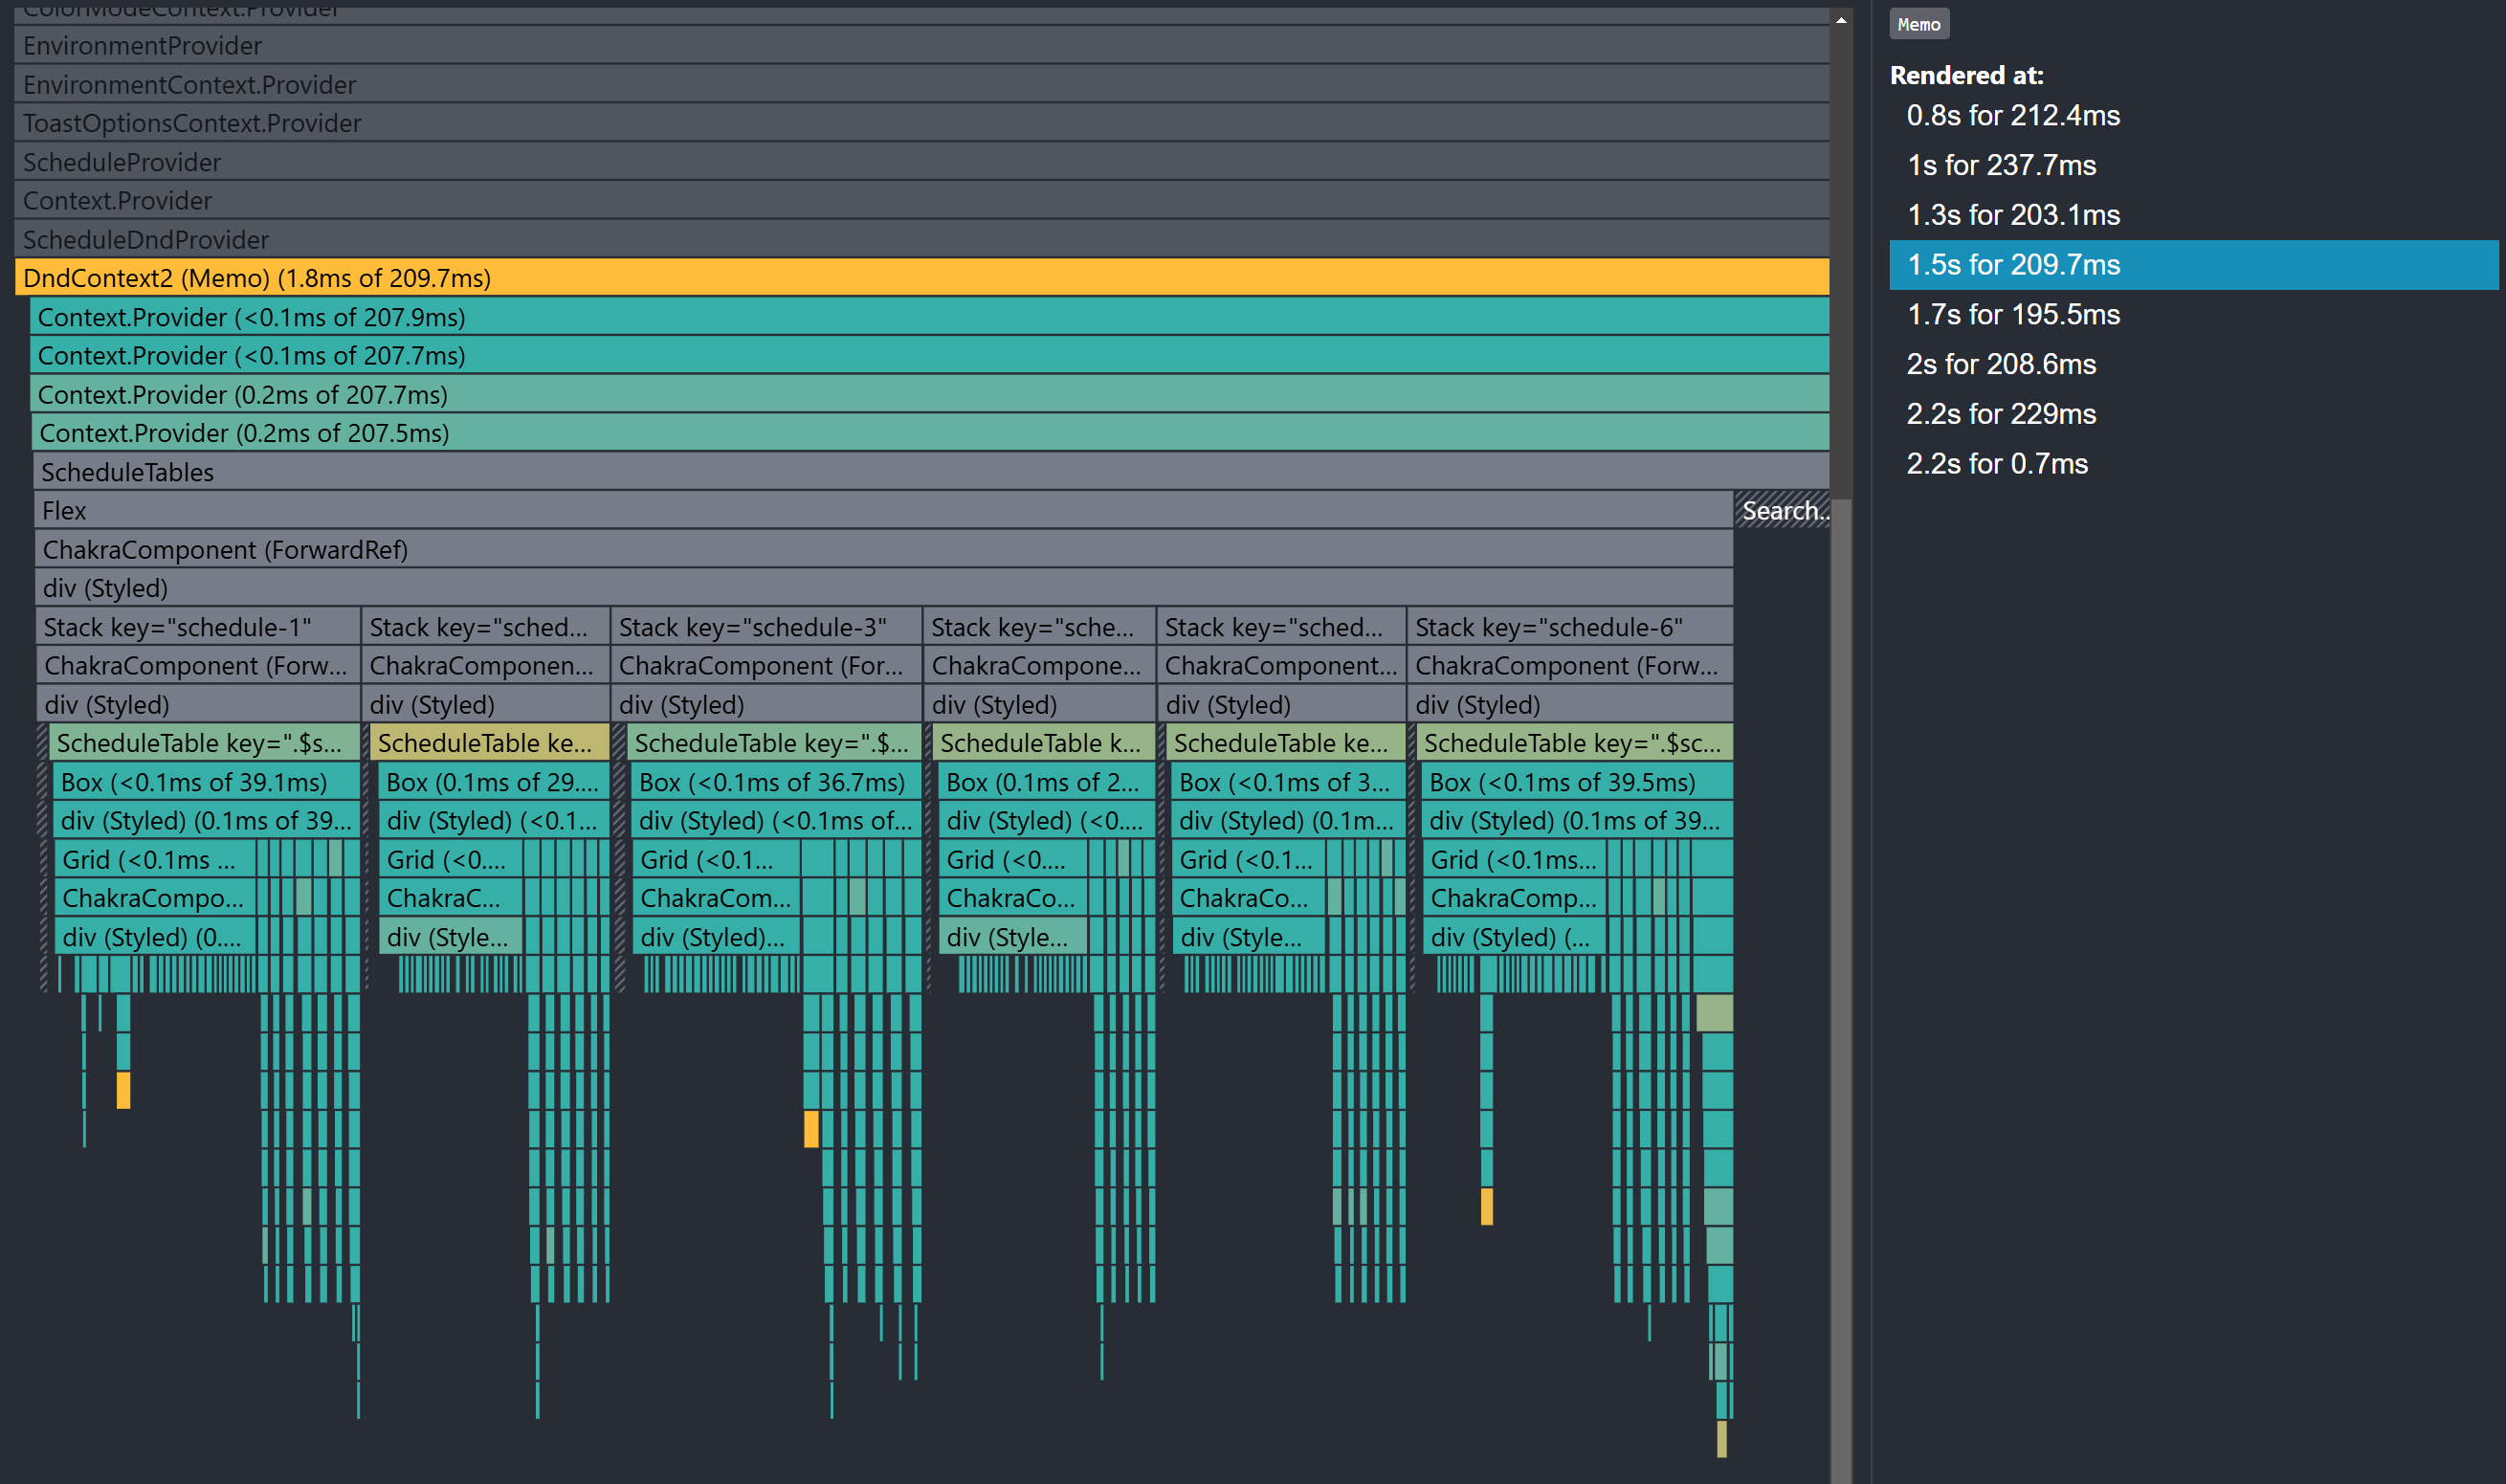 ColorModeContext.Provider
EnvironmentProvider
EnvironmentContext.Provider
ToastOptionsContext.Provider
ScheduleProvider
Context.Provider
ScheduleDndProvider
DndContext2 (Memo) (1.8ms of 209.7ms)
Context.Provider (<0.1ms of 207.9ms)
Context.Provider (<0.1ms of 207.7ms)
Context.Provider (0.2ms of 207.7ms)
Context.Provider (0.2ms of 207.5ms)
ScheduleTables
Flex Search..
ChakraComponent (ForwardRef)
div (Styled)
Stack key="schedule-1" Stack key="sched... Stack key="schedule-3" Stack key="sche... Stack key="sched... Stack key="schedule-6"
ChakraComponent (Forw... ChakraComponen... ChakraComponent (For... ChakraCompone... ChakraComponent... ChakraComponent (Forw...
div (Styled) div (Styled) div (Styled) div (Styled) div (Styled) div (Styled)
ScheduleTable key=".$s... ScheduleTable ke... ScheduleTable key=".$... ScheduleTable k... ScheduleTable ke... ScheduleTable key=".$sc...
Box (<0.1ms of 39.1ms) Box (0.1ms of 29.... Box (<0.1ms of 36.7ms) Box (0.1ms of 2... Box (<0.1ms of 3... Box (<0.1ms of 39.5ms)
div (Styled) (0.1ms of 39... div (Styled) (<0.1... div (Styled) (<0.1ms of... div (Styled) (<0.... div (Styled) (0.1m... div (Styled) (0.1ms of 39...
Grid (<0.1ms ... Grid (<0.... Grid (<0.1... Grid (<0.... Grid (<0.1... Grid (<0.1ms...
ChakraCompo... ChakraC... ChakraCom... ChakraCo... ChakraCo... ChakraComp...
div (Styled) (0.... div (Style... div (Styled)... div (Style... div (Style... div (Styled) (...
Memo
Rendered at:
0.8s for 212.4ms
1s for 237.7ms
1.3s for 203.1ms
1.5s for 209.7ms
1.7s for 195.5ms
2s for 208.6ms
2.2s for 229ms
2.2s for 0.7ms